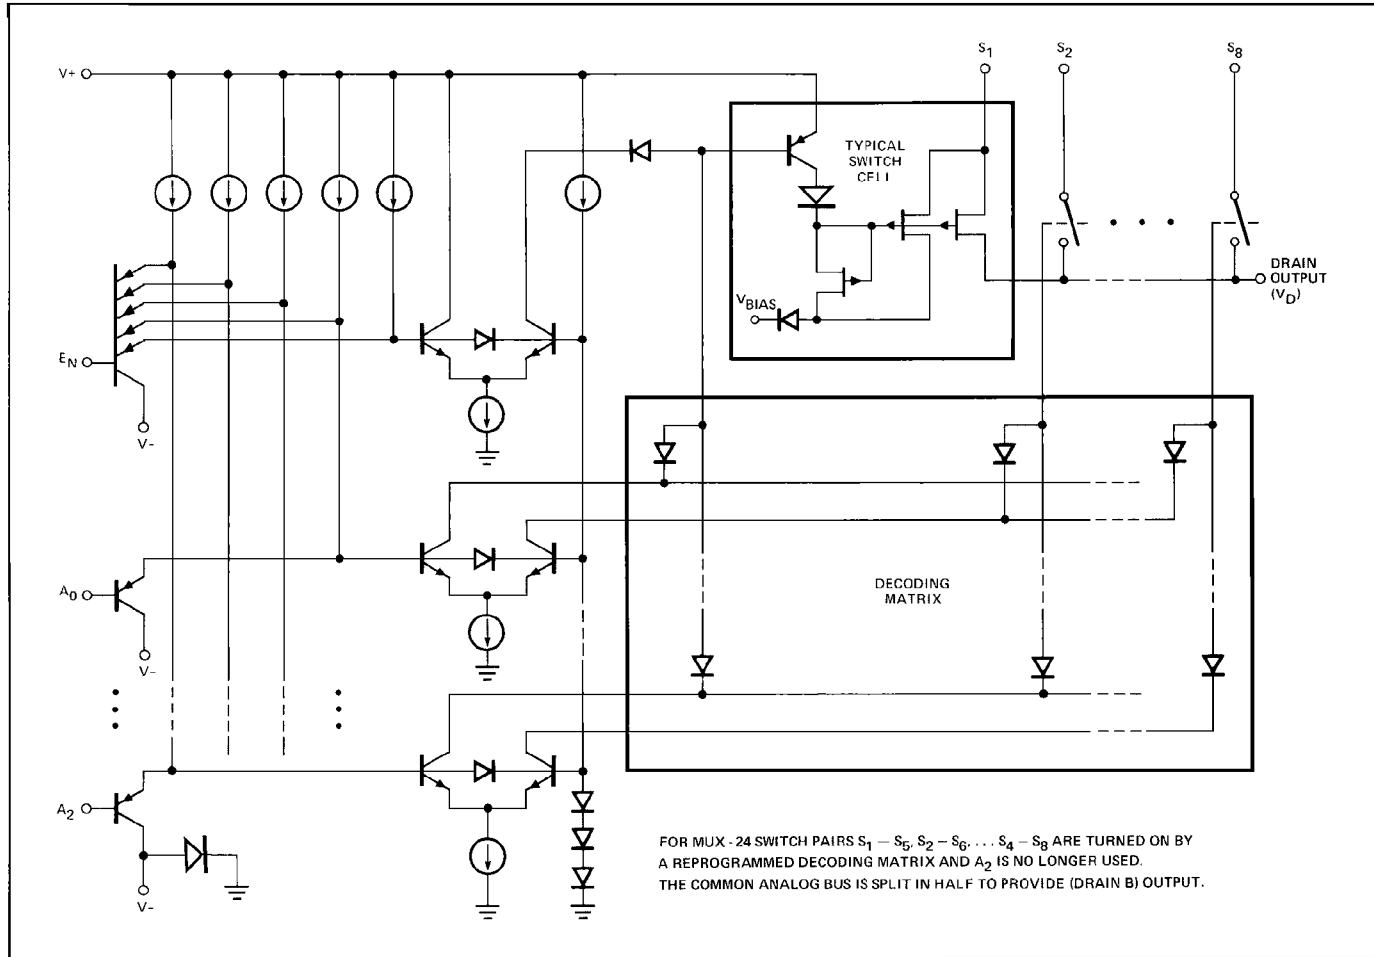 S1
S2
S8
V+
TYPICAL
SWITCH
CELL
DRAIN
OUTPUT
(VD)
VBIAS
EN
V-
A0
DECODING
MATRIX
V-
A2
V-
FOR MUX - 24 SWITCH PAIRS S1 – S5, S2 – S6, . . . S4 – S8 ARE TURNED ON BY
A REPROGRAMMED DECODING MATRIX AND A2 IS NO LONGER USED.
THE COMMON ANALOG BUS IS SPLIT IN HALF TO PROVIDE (DRAIN B) OUTPUT.